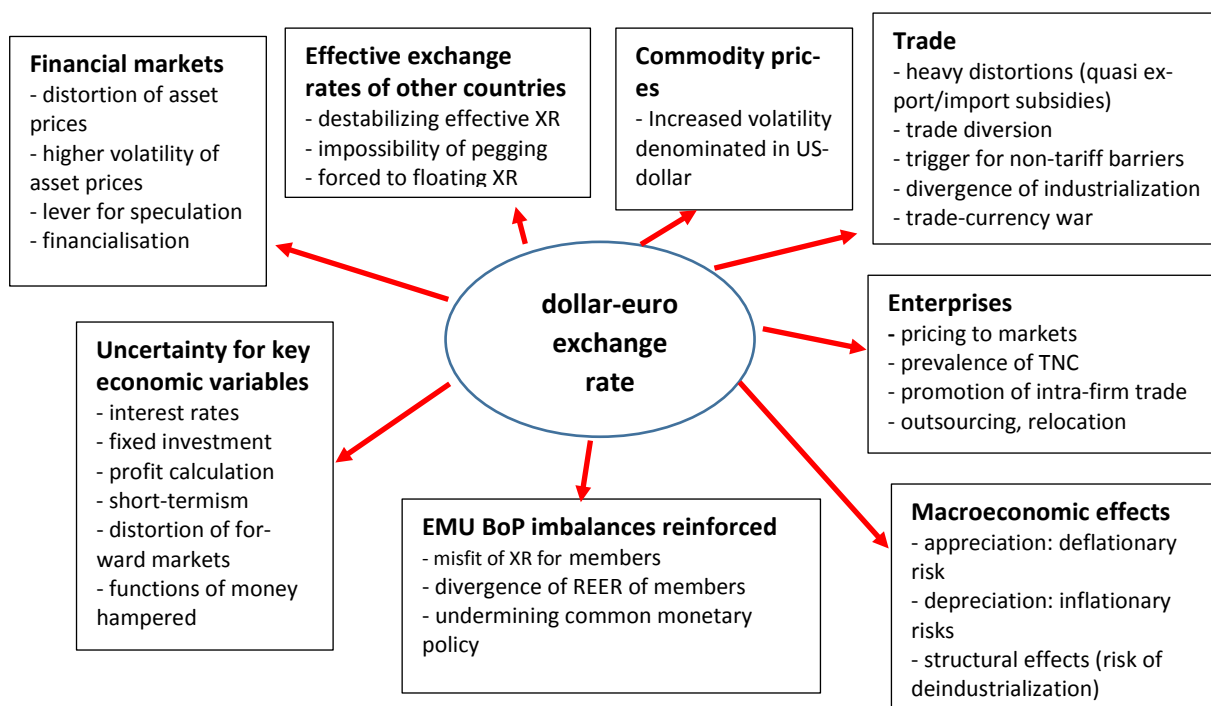 Financial markets
- distortion of asset
prices
- higher volatility of
asset prices
- lever for speculation
- financialisation
Effective exchange
rates of other countries
- destabilizing effective XR
- impossibility of pegging
- forced to floating XR
Commodity pric-
es
- Increased volatility
denominated in US-
dollar
Trade
- heavy distortions (quasi ex-
port/import subsidies)
- trade diversion
- trigger for non-tariff barriers
- divergence of industrialization
- trade-currency war
dollar-euro
exchange
rate
Enterprises
- pricing to markets
- prevalence of TNC
- promotion of intra-firm trade
- outsourcing, relocation
Uncertainty for key
economic variables
- interest rates
- fixed investment
- profit calculation
- short-termism
- distortion of for-
ward markets
- functions of money
hampered
EMU BoP imbalances reinforced
- misfit of XR for members
- divergence of REER of members
- undermining common monetary
policy
Macroeconomic effects
- appreciation: deflationary
risk
- depreciation: inflationary
risks
- structural effects (risk of
deindustrialization)